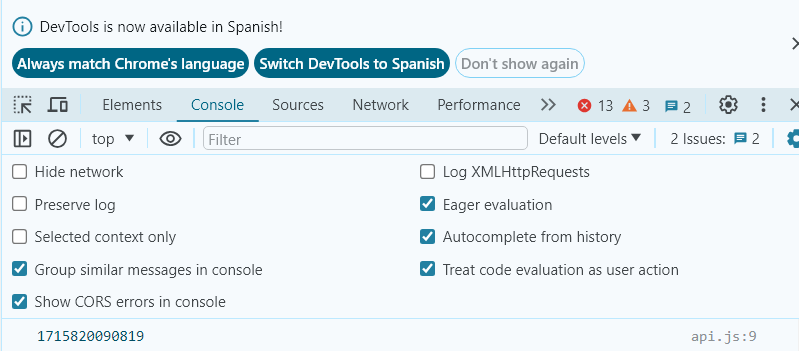 DevTools is now available in Spanish!
Always match Chrome's language Switch DevTools to Spanish Don't show again
Elements Console Sources Network Performance 13 3 2
top Filter Default levels 2 Issues: 2
Hide network Log XMLHttpRequests
Preserve log Eager evaluation
Selected context only Autocomplete from history
Group similar messages in console Treat code evaluation as user action
Show CORS errors in console
1715820090819 api.js:9